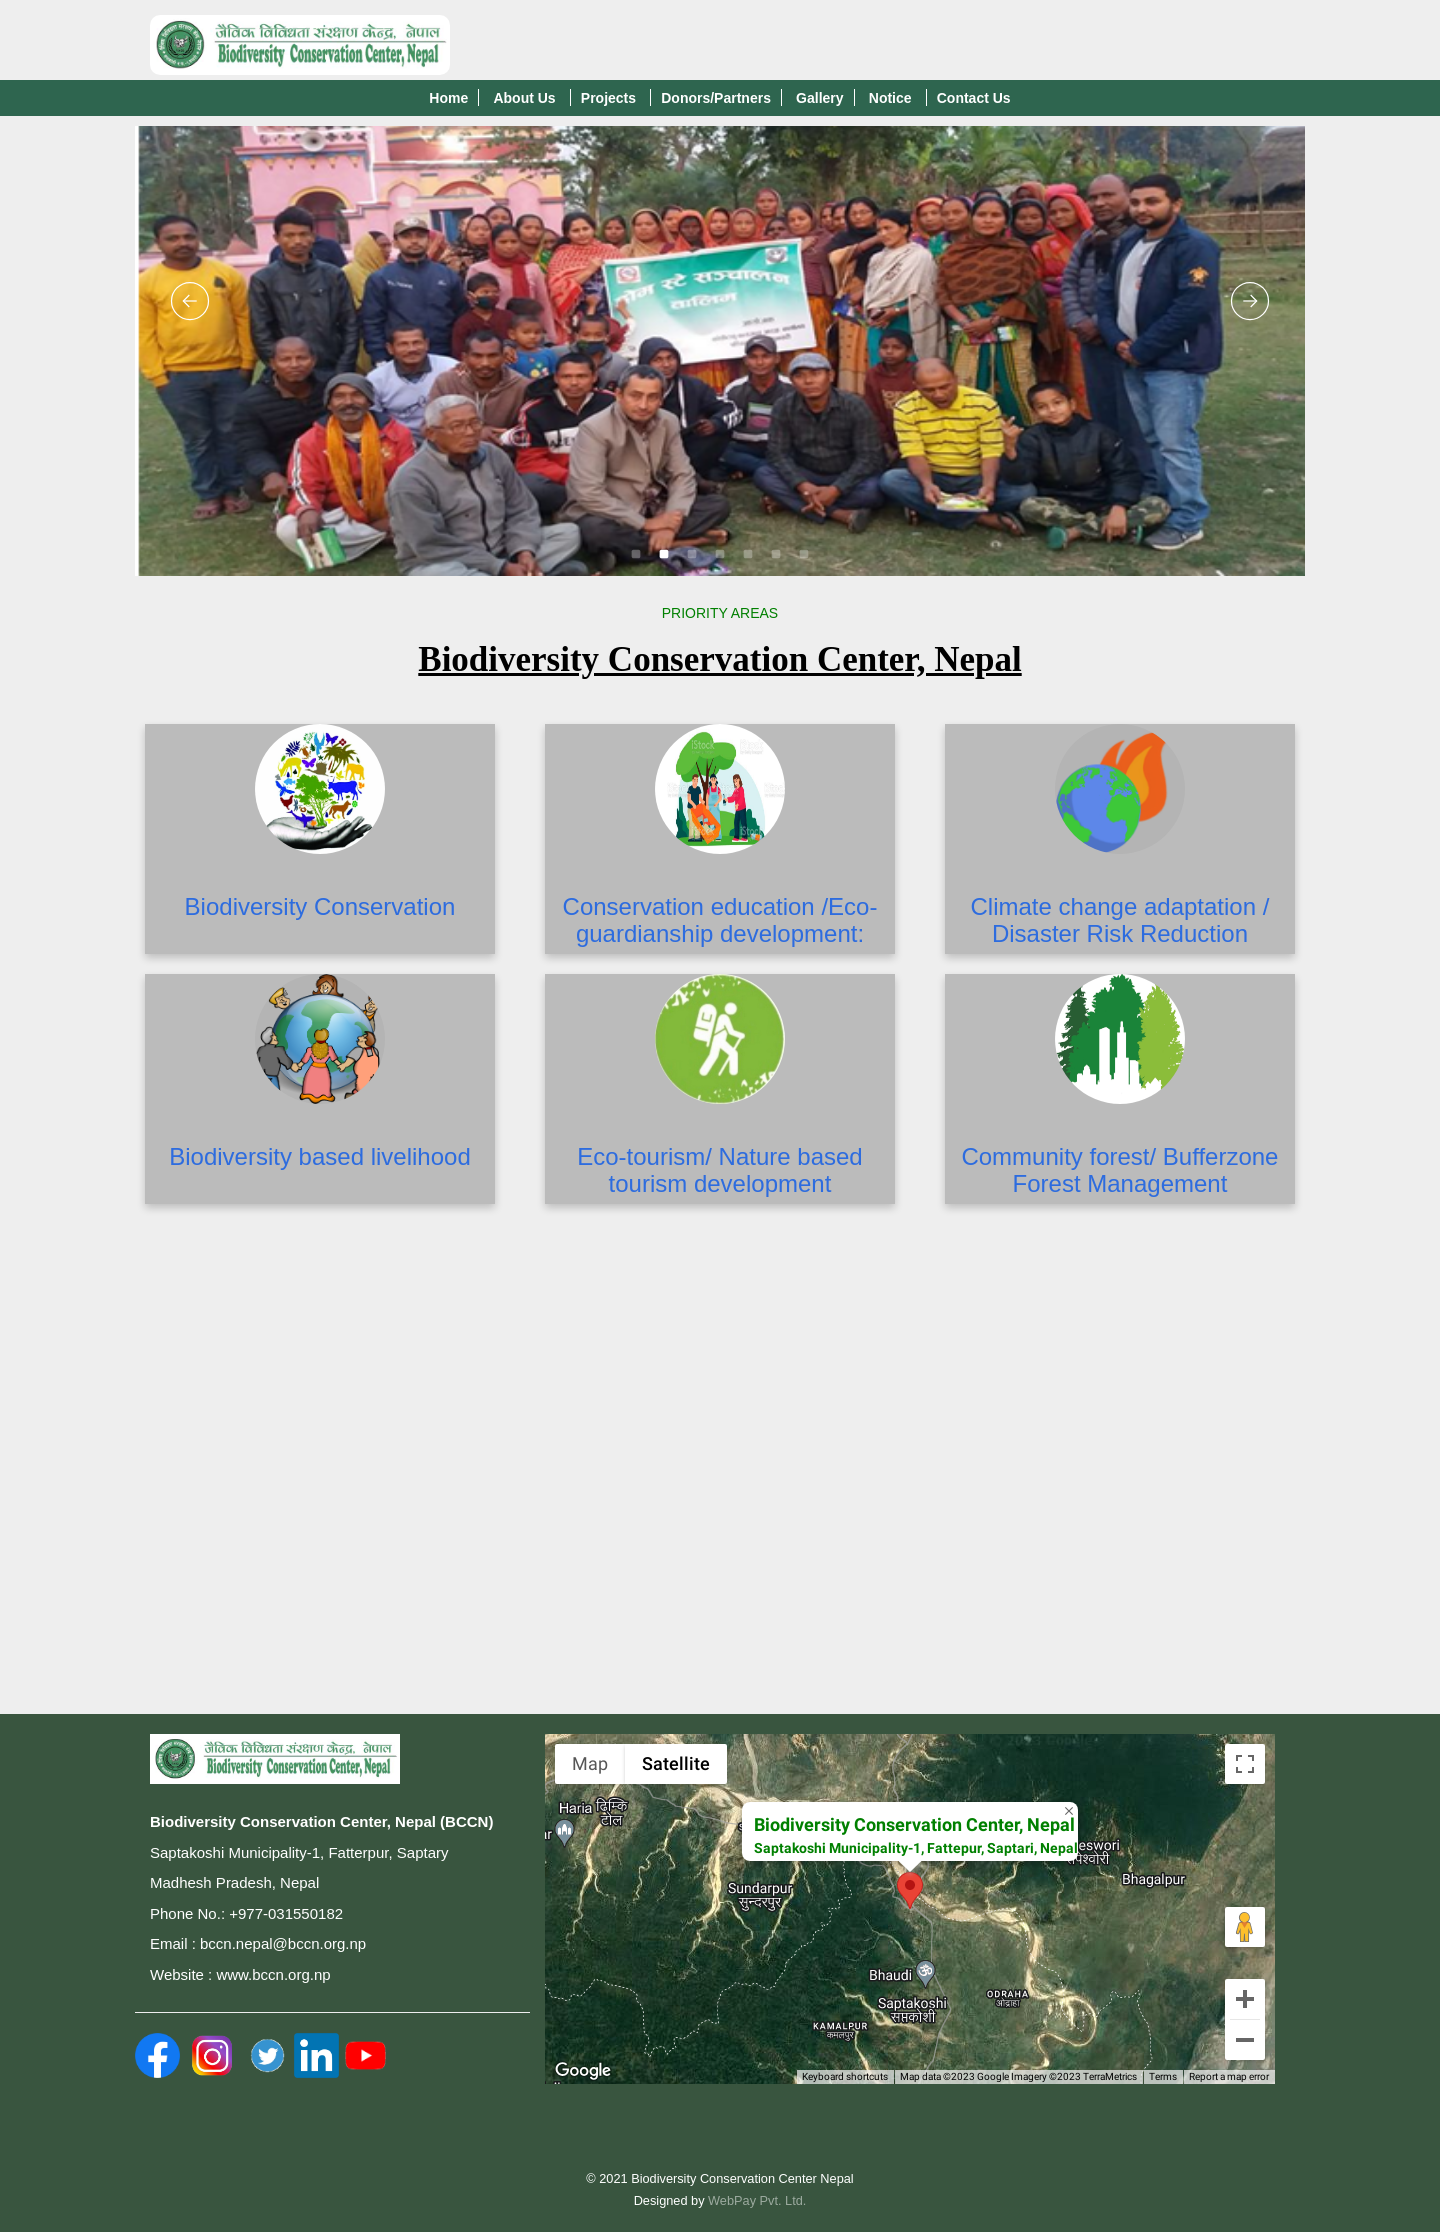 जैविक विविधता संरक्षण केन्द्र, नेपाल
Biodiversity Conservation Center, Nepal
Home
About Us
Projects
Donors/Partners
Gallery
Notice
Contact Us
होम स्टे सञ्चालन
तालिम
PRIORITY AREAS
Biodiversity Conservation Center, Nepal
iStock
Biodiversity Conservation
Conservation education /Eco-
guardianship development:
Climate change adaptation /
Disaster Risk Reduction
Biodiversity based livelihood
Eco-tourism/ Nature based
tourism development
Community forest/ Bufferzone
Forest Management
जैविक विविधता संरक्षण केन्द्र, नेपाल
Biodiversity Conservation Center, Nepal
Biodiversity Conservation Center, Nepal (BCCN)
Saptakoshi Municipality-1, Fatterpur, Saptary
Madhesh Pradesh, Nepal
Phone No.: +977-031550182
Email : bccn.nepal@bccn.org.np
Website : www.bccn.org.np
Map
Satellite
Haria ढिम्कि
टोल
Biodiversity Conservation Center, Nepal
Saptakoshi Municipality-1, Fattepur, Saptari, Nepal
Bhagalpur
Sundarpur
सुन्दरपुर
Bhaudi
Saptakoshi
सप्तकोशी
ODRAHA
ओद्राहा
KAMALPUR
कमलपुर
Google
Keyboard shortcuts
Map data ©2023 Google Imagery ©2023 TerraMetrics
Terms
Report a map error
© 2021 Biodiversity Conservation Center Nepal
Designed by WebPay Pvt. Ltd.